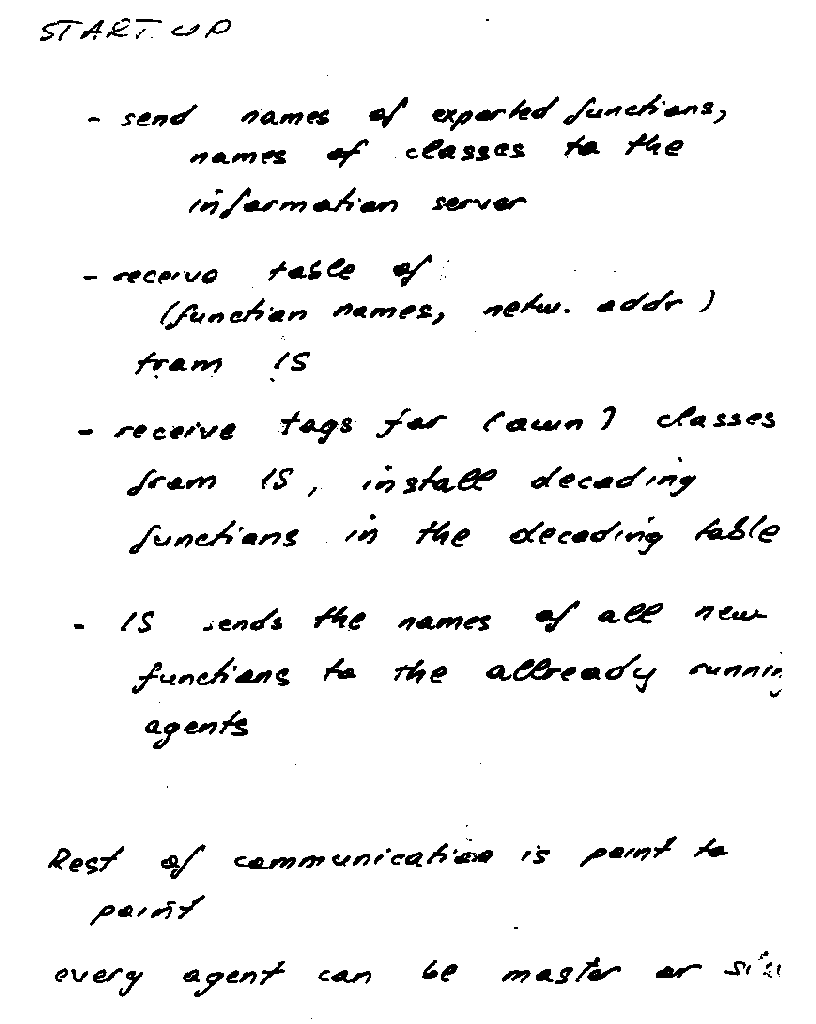 START UP
- send names of exported functions,
names of classes to the
information server
- receive table of
(function names, netw. addr)
from IS
- receive tags for (own) classes
from IS, install decoding
functions in the decoding table
- IS sends the names of all new
functions to the allready
agents
Rest of communication is point to
point
every agent can be master or